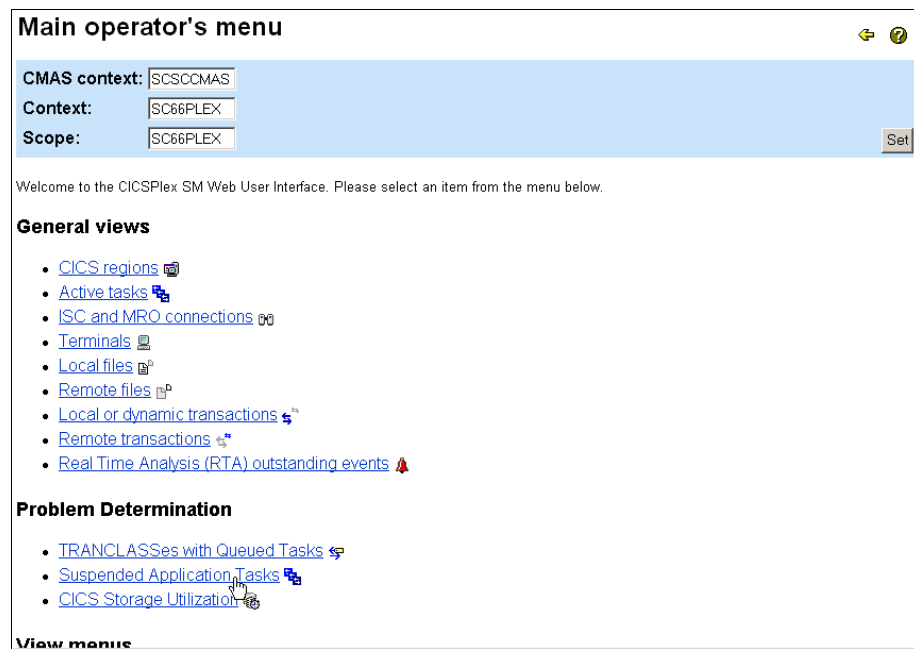 Main operator's menu
CMAS context: SCSCCMAS
Context: SC66PLEX
Scope: SC66PLEX
Set
Welcome to the CICSPlex SM Web User Interface. Please select an item from the menu below.
General views
CICS regions
Active tasks
ISC and MRO connections
Terminals
Local files
Remote files
Local or dynamic transactions
Remote transactions
Real Time Analysis (RTA) outstanding events
Problem Determination
TRANCLASSes with Queued Tasks
Suspended Application Tasks
CICS Storage Utilization
View menus